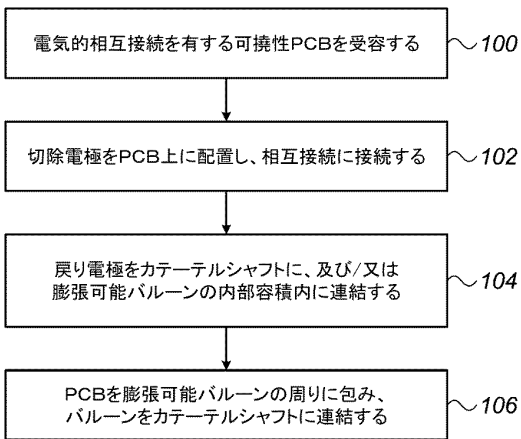 電気的相互接続を有する可撓性PCBを受容する
100
切除電極をPCB上に配置し、相互接続に接続する
102
戻り電極をカテーテルシャフトに、及び/又は
膨張可能バルーンの内部容積内に連結する
104
PCBを膨張可能バルーンの周りに包み、
バルーンをカテーテルシャフトに連結する
106